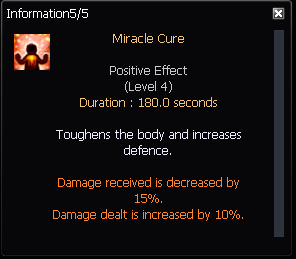 Information5/5
Miracle Cure
Positive Effect
(Level 4)
Duration : 180.0 seconds
Toughens the body and increases
defence.
Damage received is decreased by
15%.
Damage dealt is increased by 10%.